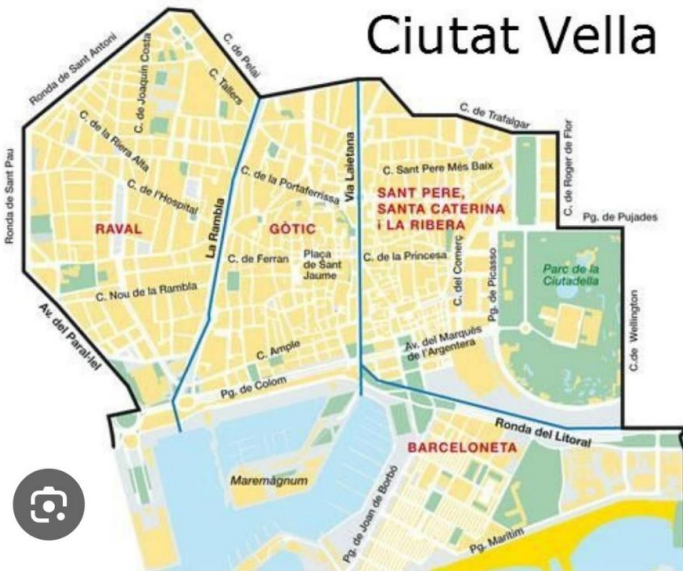 Ciutat Vella
Ronda de Sant Antoni
C. de Pelai
C. de Joaquín Costa
C. Tallers
C. de Trafalgar
C. de Roger de Flor
Ronda de Sant Pau
C. de la Riera Alta
Via Laietana
C. Sant Pere Més Baix
C. de la Portaferrissa
C. de l'Hospital
SANT PERE,
SANTA CATERINA
i LA RIBERA
Pg. de Pujades
RAVAL
La Rambla
GÒTIC
C. de Ferran
Plaça
de Sant
Jaume
C. de la Princesa
C. del Comerç
Pg. de Picasso
Parc de la
Ciutadella
C. Nou de la Rambla
Av. del Paral·lel
C. de Wellington
C. Ample
Av. del Marquès
de l'Argentera
Pg. de Colom
Ronda del Litoral
BARCELONETA
Maremàgnum
Pg. de Joan de Borbó
Pg. Marítim